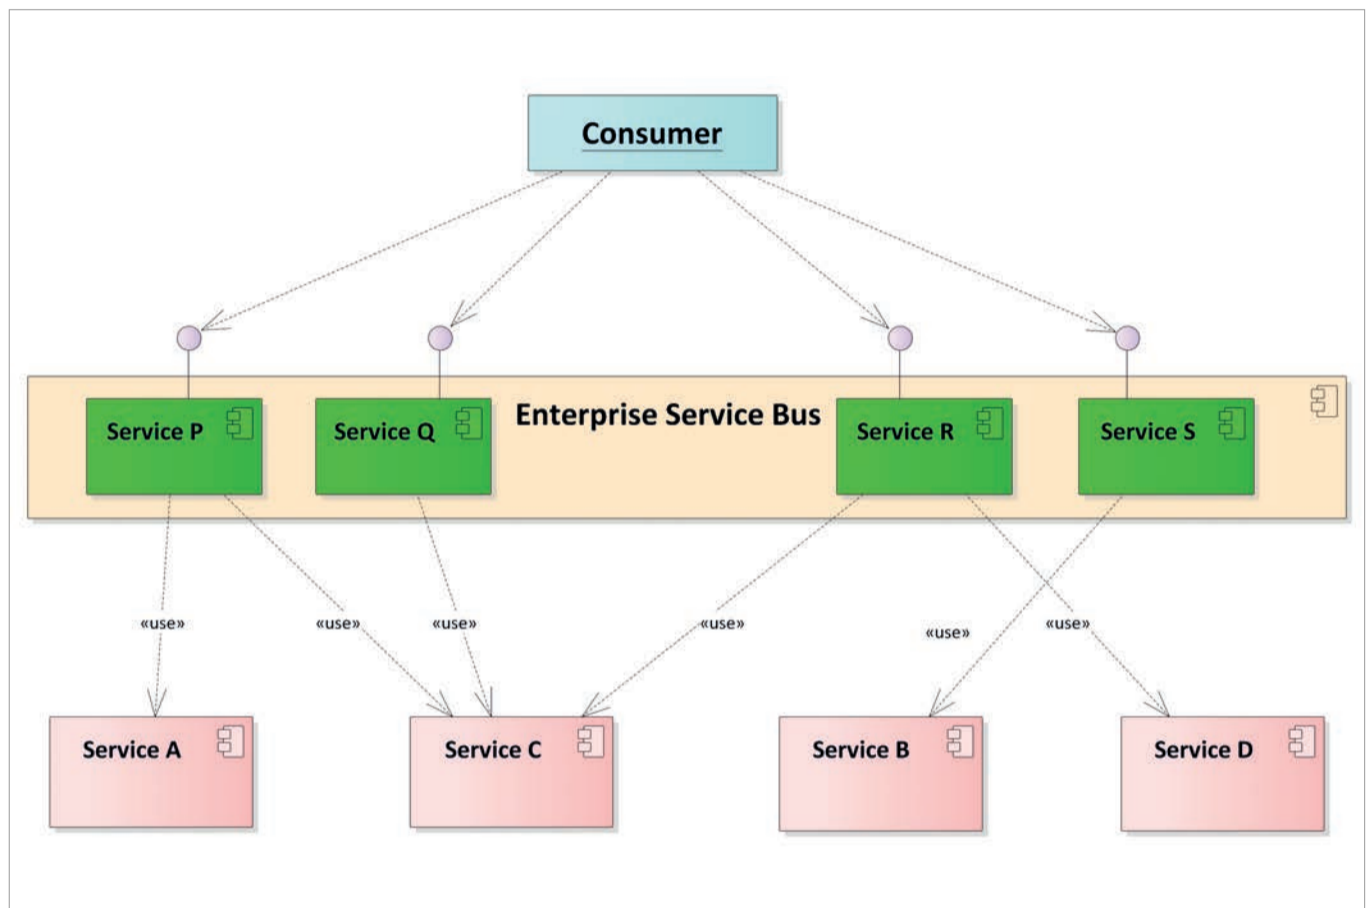 Consumer
Enterprise Service Bus
Service P
Service Q
Service R
Service S
«use»
«use»
«use»
«use»
«use»
«use»
Service A
Service C
Service B
Service D